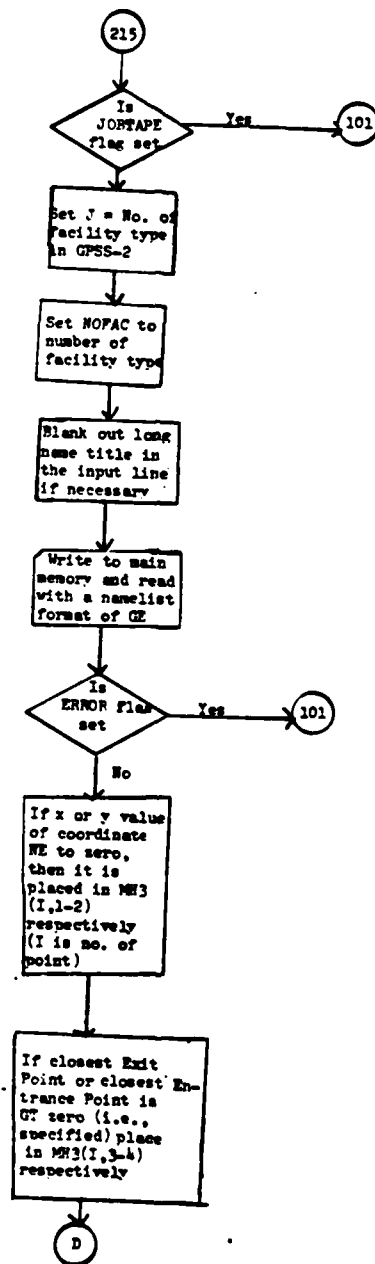 215
Is
JOBTAPE
flag set
Yes
101
Set J = No. of
Facility type
in GPSS-2
Set NOFAC to
number of
facility type
Blank out long
name title in
the input line
if necessary
Write to main
memory and read
with a namelist
format of GE
Is
ERROR flag
set
Yes
101
No
If x or y value
of coordinate
NE to zero,
then it is
placed in MH3
(I,1-2)
respectively
(I is no. of
point)
If closest Exit
Point or closest En-
trance Point is
GT zero (i.e.,
specified) place
in MH3(I,3-4)
respectively
D